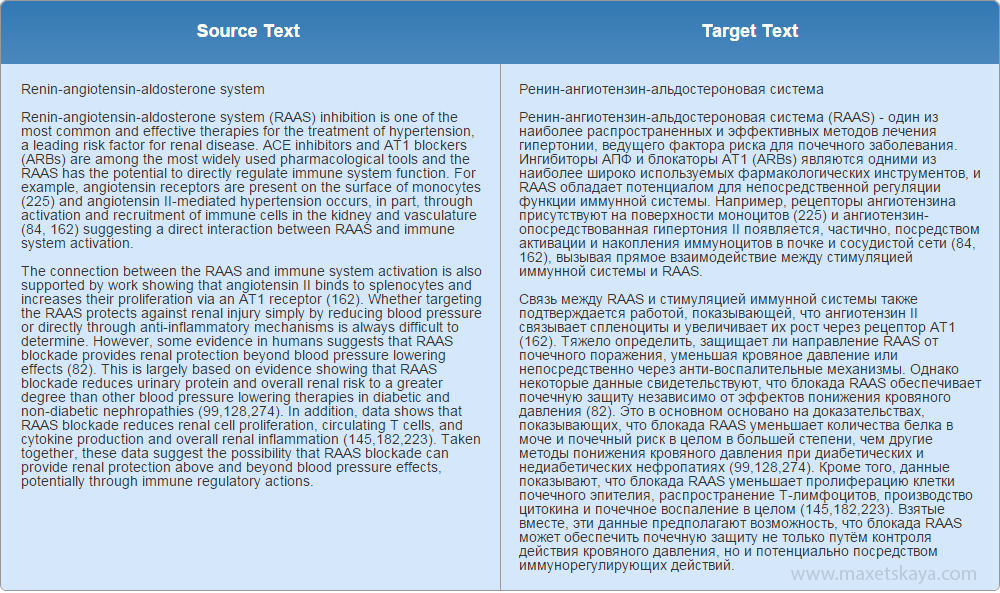 Source Text
Target Text
Renin-angiotensin-aldosterone system
Renin-angiotensin-aldosterone system (RAAS) inhibition is one of the
most common and effective therapies for the treatment of hypertension,
a leading risk factor for renal disease. ACE inhibitors and AT1 blockers
(ARBs) are among the most widely used pharmacological tools and the
RAAS has the potential to directly regulate immune system function. For
example, angiotensin receptors are present on the surface of monocytes
(225) and angiotensin II-mediated hypertension occurs, in part, through
activation and recruitment of immune cells in the kidney and vasculature
(84, 162) suggesting a direct interaction between RAAS and immune
system activation.
The connection between the RAAS and immune system activation is also
supported by work showing that angiotensin II binds to splenocytes and
increases their proliferation via an AT1 receptor (162). Whether targeting
the RAAS protects against renal injury simply by reducing blood pressure
or directly through anti-inflammatory mechanisms is always difficult to
determine. However, some evidence in humans suggests that RAAS
blockade provides renal protection beyond blood pressure lowering
effects (82). This is largely based on evidence showing that RAAS
blockade reduces urinary protein and overall renal risk to a greater
degree than other blood pressure lowering therapies in diabetic and
non-diabetic nephropathies (99,128,274). In addition, data shows that
RAAS blockade reduces renal cell proliferation, circulating T cells, and
cytokine production and overall renal inflammation (145,182,223). Taken
together, these data suggest the possibility that RAAS blockade can
provide renal protection above and beyond blood pressure effects,
potentially through immune regulatory actions.
Ренин-ангиотензин-альдостероновая система
Ренин-ангиотензин-альдостероновая система (RAAS) - один из
наиболее распространенных и эффективных методов лечения
гипертонии, ведущего фактора риска для почечного заболевания.
Ингибиторы АПФ и блокаторы АТ1 (ARBs) являются одними из
наиболее широко используемых фармакологических инструментов, и
RAAS обладает потенциалом для непосредственной регуляции
функции иммунной системы. Например, рецепторы ангиотензина
присутствуют на поверхности моноцитов (225) и ангиотензин-
опосредствованная гипертония II появляется, частично, посредством
активации и накопления иммуноцитов в почке и сосудистой сети (84,
162), вызывая прямое взаимодействие между стимуляцией
иммунной системы и RAAS.
Связь между RAAS и стимуляцией иммунной системы также
подтверждается работой, показывающей, что ангиотензин II
связывает спленоциты и увеличивает их рост через рецептор АТ1
(162). Тяжело определить, защищает ли направление RAAS от
почечного поражения, уменьшая кровяное давление или
непосредственно через анти-воспалительные механизмы. Однако
некоторые данные свидетельствуют, что блокада RAAS обеспечивает
почечную защиту независимо от эффектов понижения кровяного
давления (82). Это в основном основано на доказательствах,
показывающих, что блокада RAAS уменьшает количества белка в
моче и почечный риск в целом в большей степени, чем другие
методы понижения кровяного давления при диабетических и
недиабетических нефропатиях (99,128,274). Кроме того, данные
показывают, что блокада RAAS уменьшает пролиферацию клетки
почечного эпителия, распространение Т-лимфоцитов, производство
цитокина и почечное воспаление в целом (145,182,223). Взятые
вместе, эти данные предполагают возможность, что блокада RAAS
может обеспечить почечную защиту не только путём контроля
действия кровяного давления, но и потенциально посредством
иммунорегулирующих действий.
www.maxetskaya.com